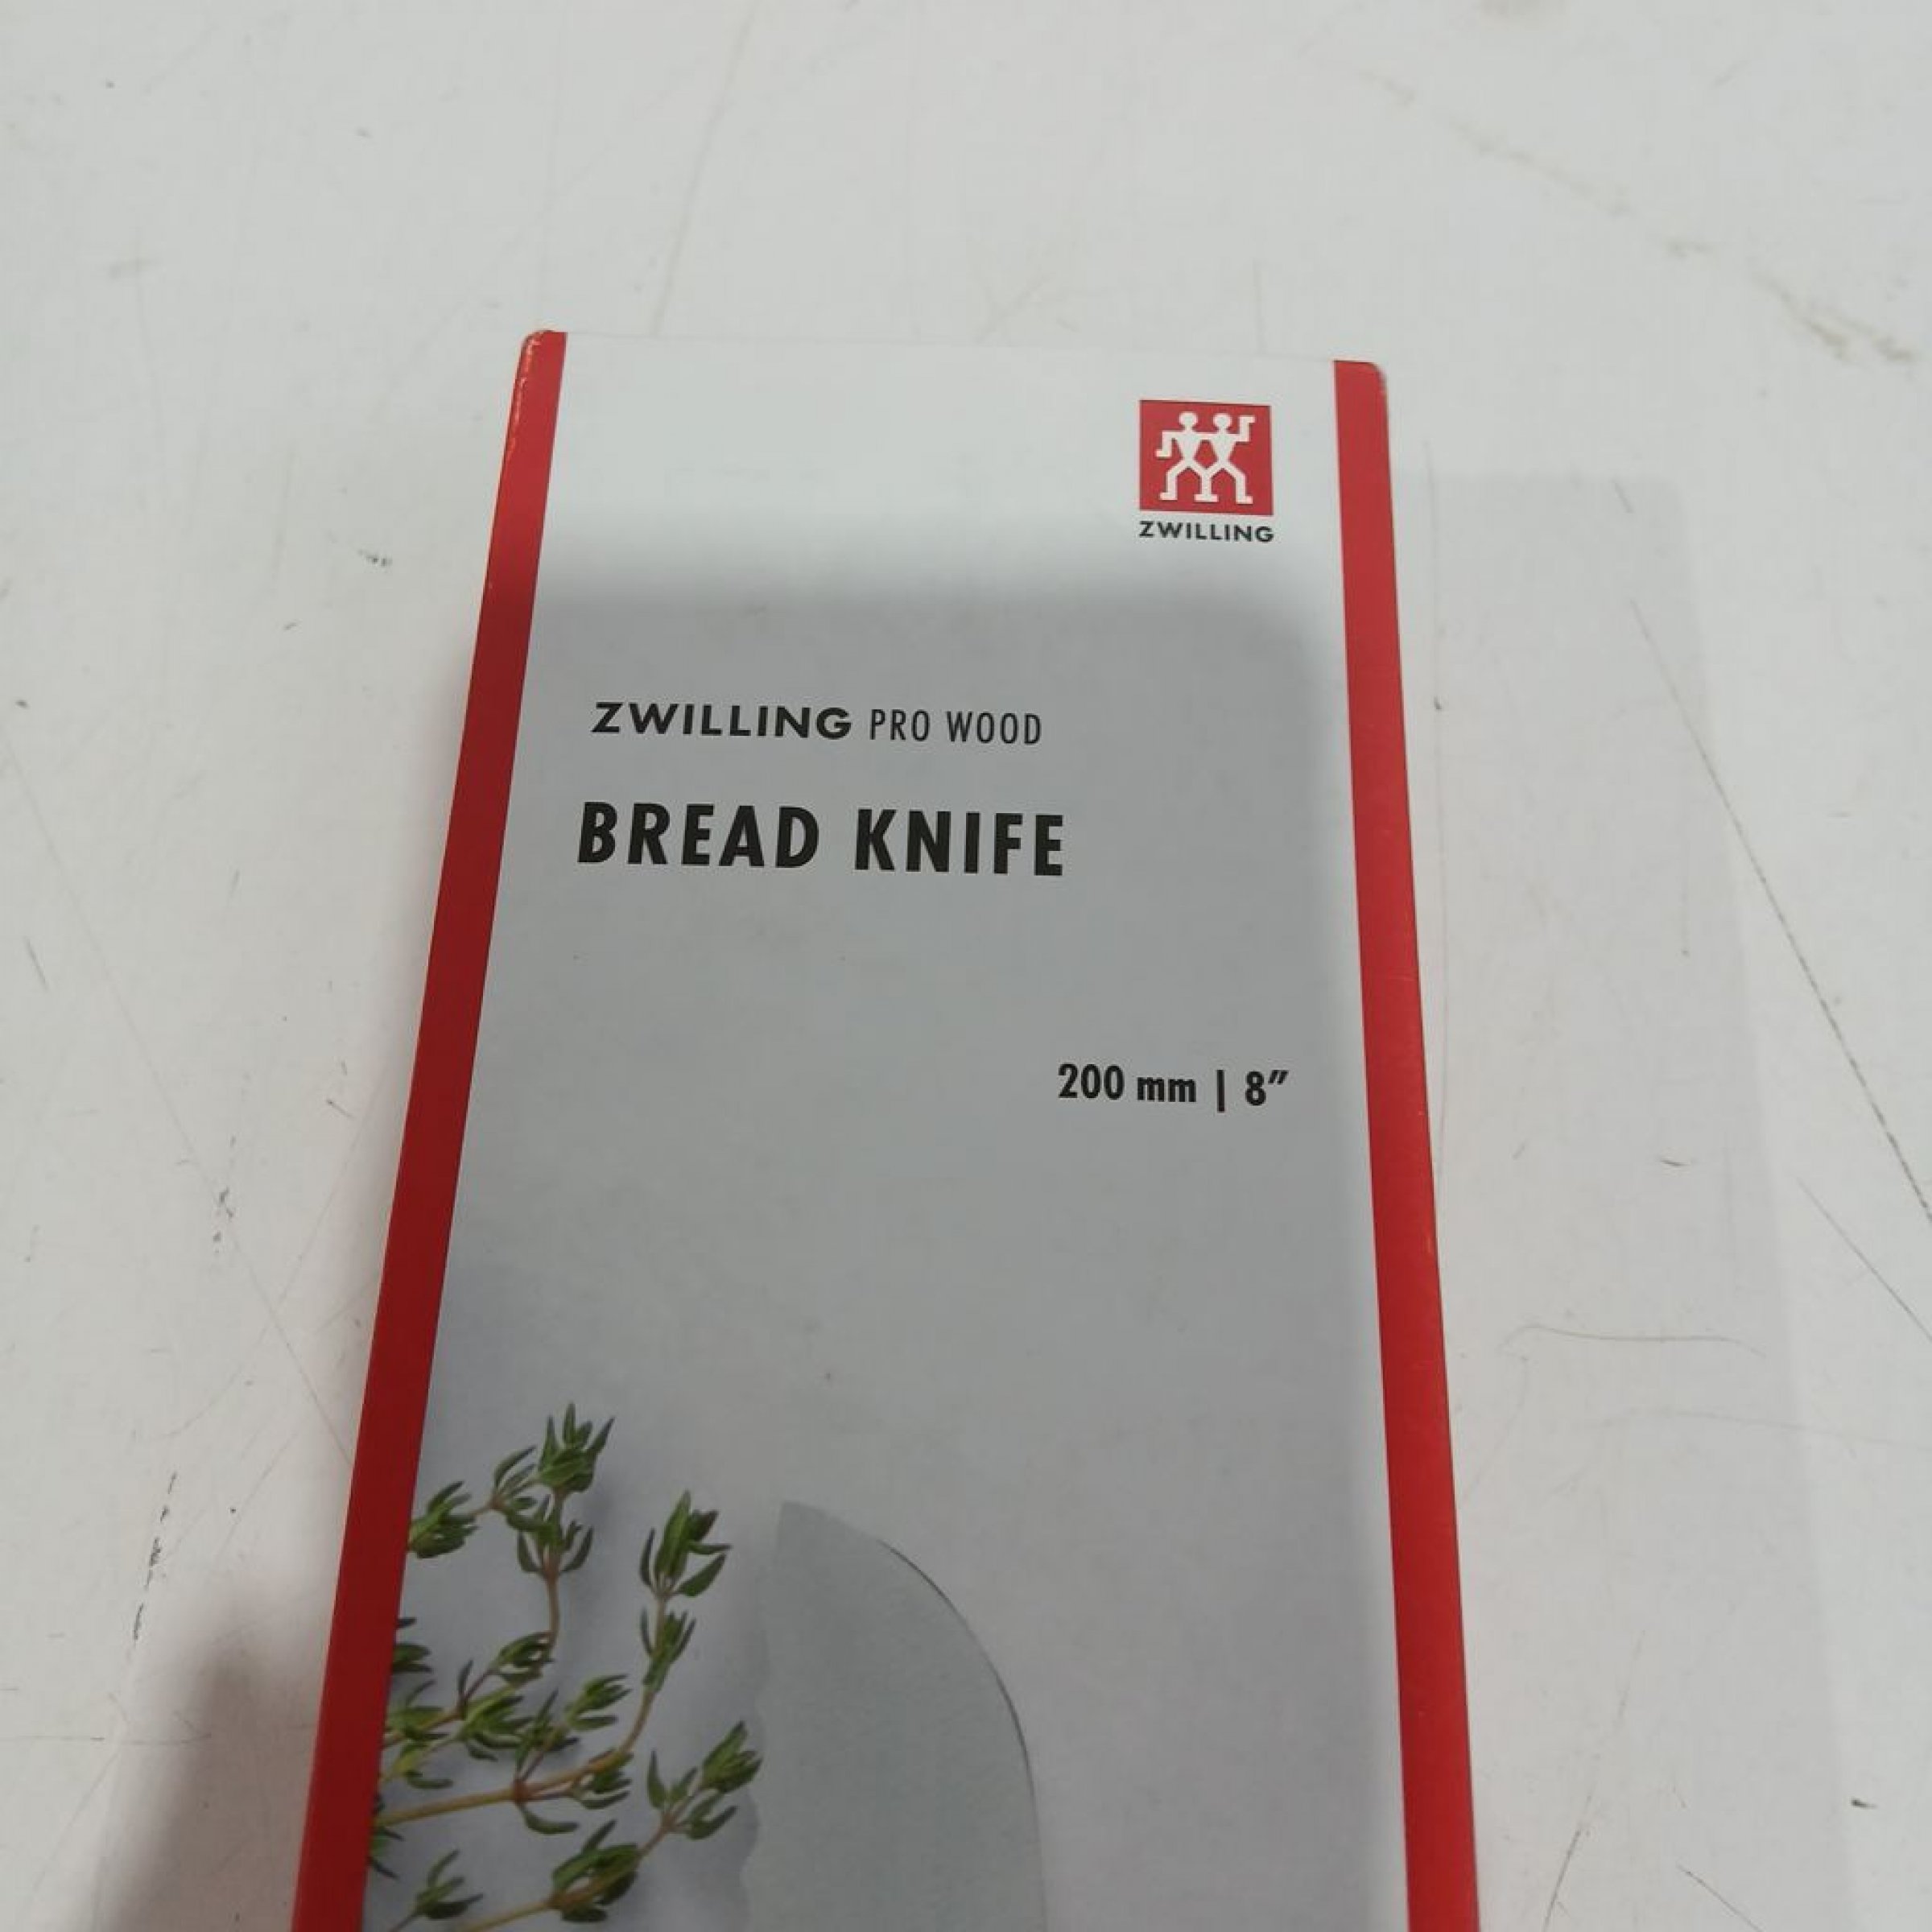 ZWILLING
ZWILLING PRO WOOD
BREAD KNIFE
200 mm | 8"